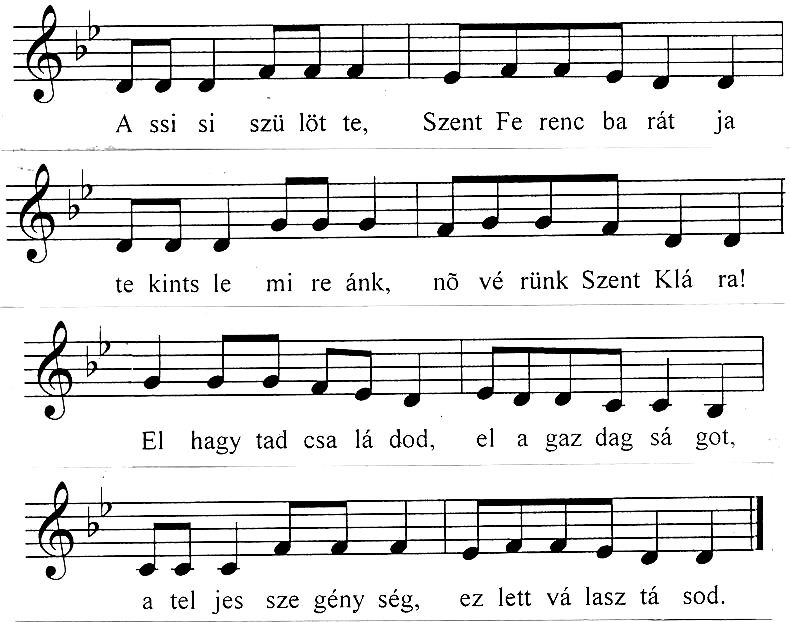 A ssi si szü löt te, Szent Fe renc ba rát ja
te kints le mi re ánk, nõ vé rünk Szent Klá ra!
El hagy tad csa lá dod, el a gaz dag sá got,
a tel jes sze gény ség, ez lett vá lasz tá sod.